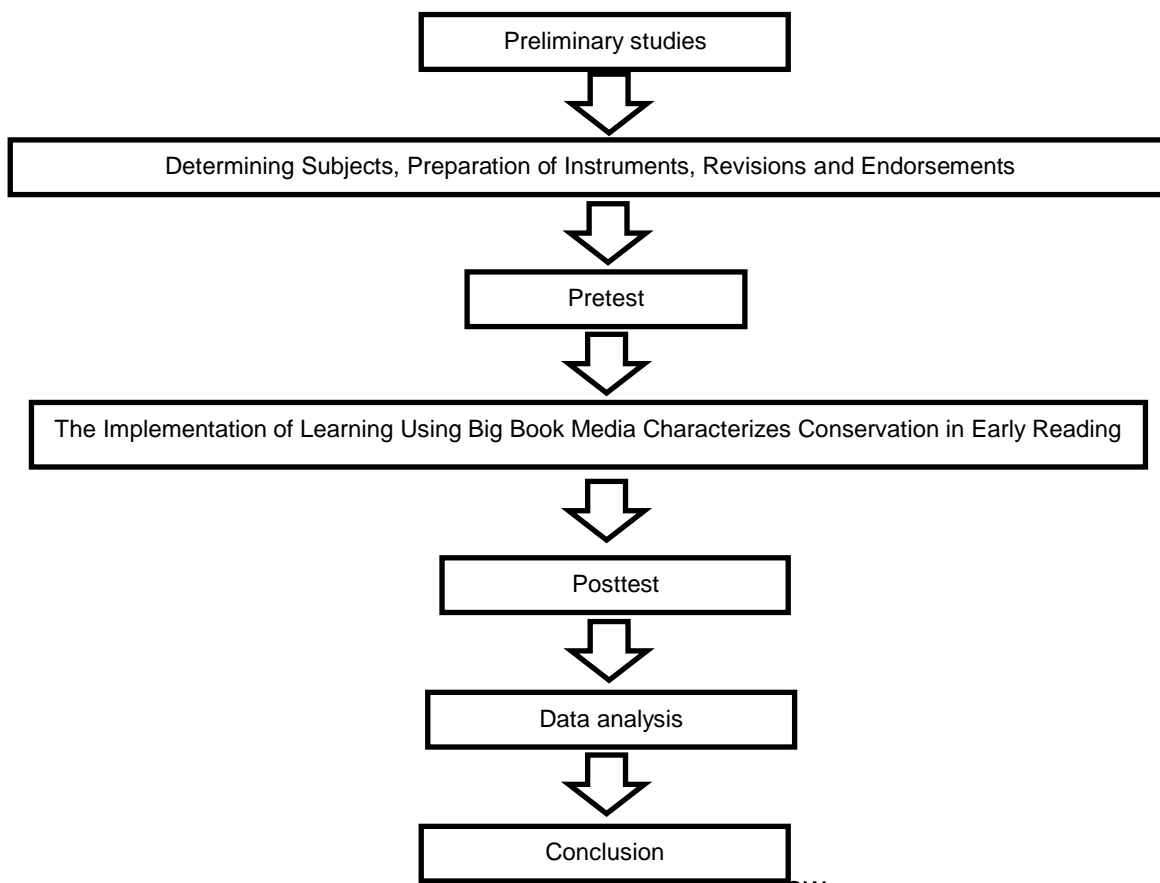 Preliminary studies
Determining Subjects, Preparation of Instruments, Revisions and Endorsements
Pretest
The Implementation of Learning Using Big Book Media Characterizes Conservation in Early Reading
Posttest
Data analysis
Conclusion